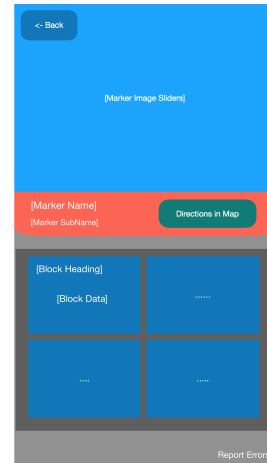 <- Back
[Marker Image Sliders]
[Marker Name]
[Marker SubName]
Directions in Map
[Block Heading]
[Block Data]
......
....
.....
Report Error